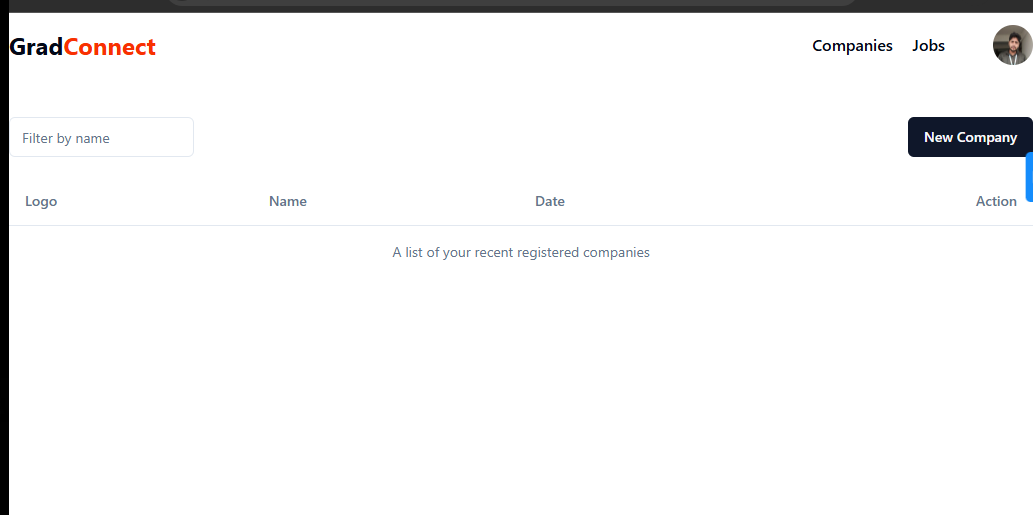 GradConnect
Companies Jobs
Filter by name
New Company
Logo Name Date Action
A list of your recent registered companies